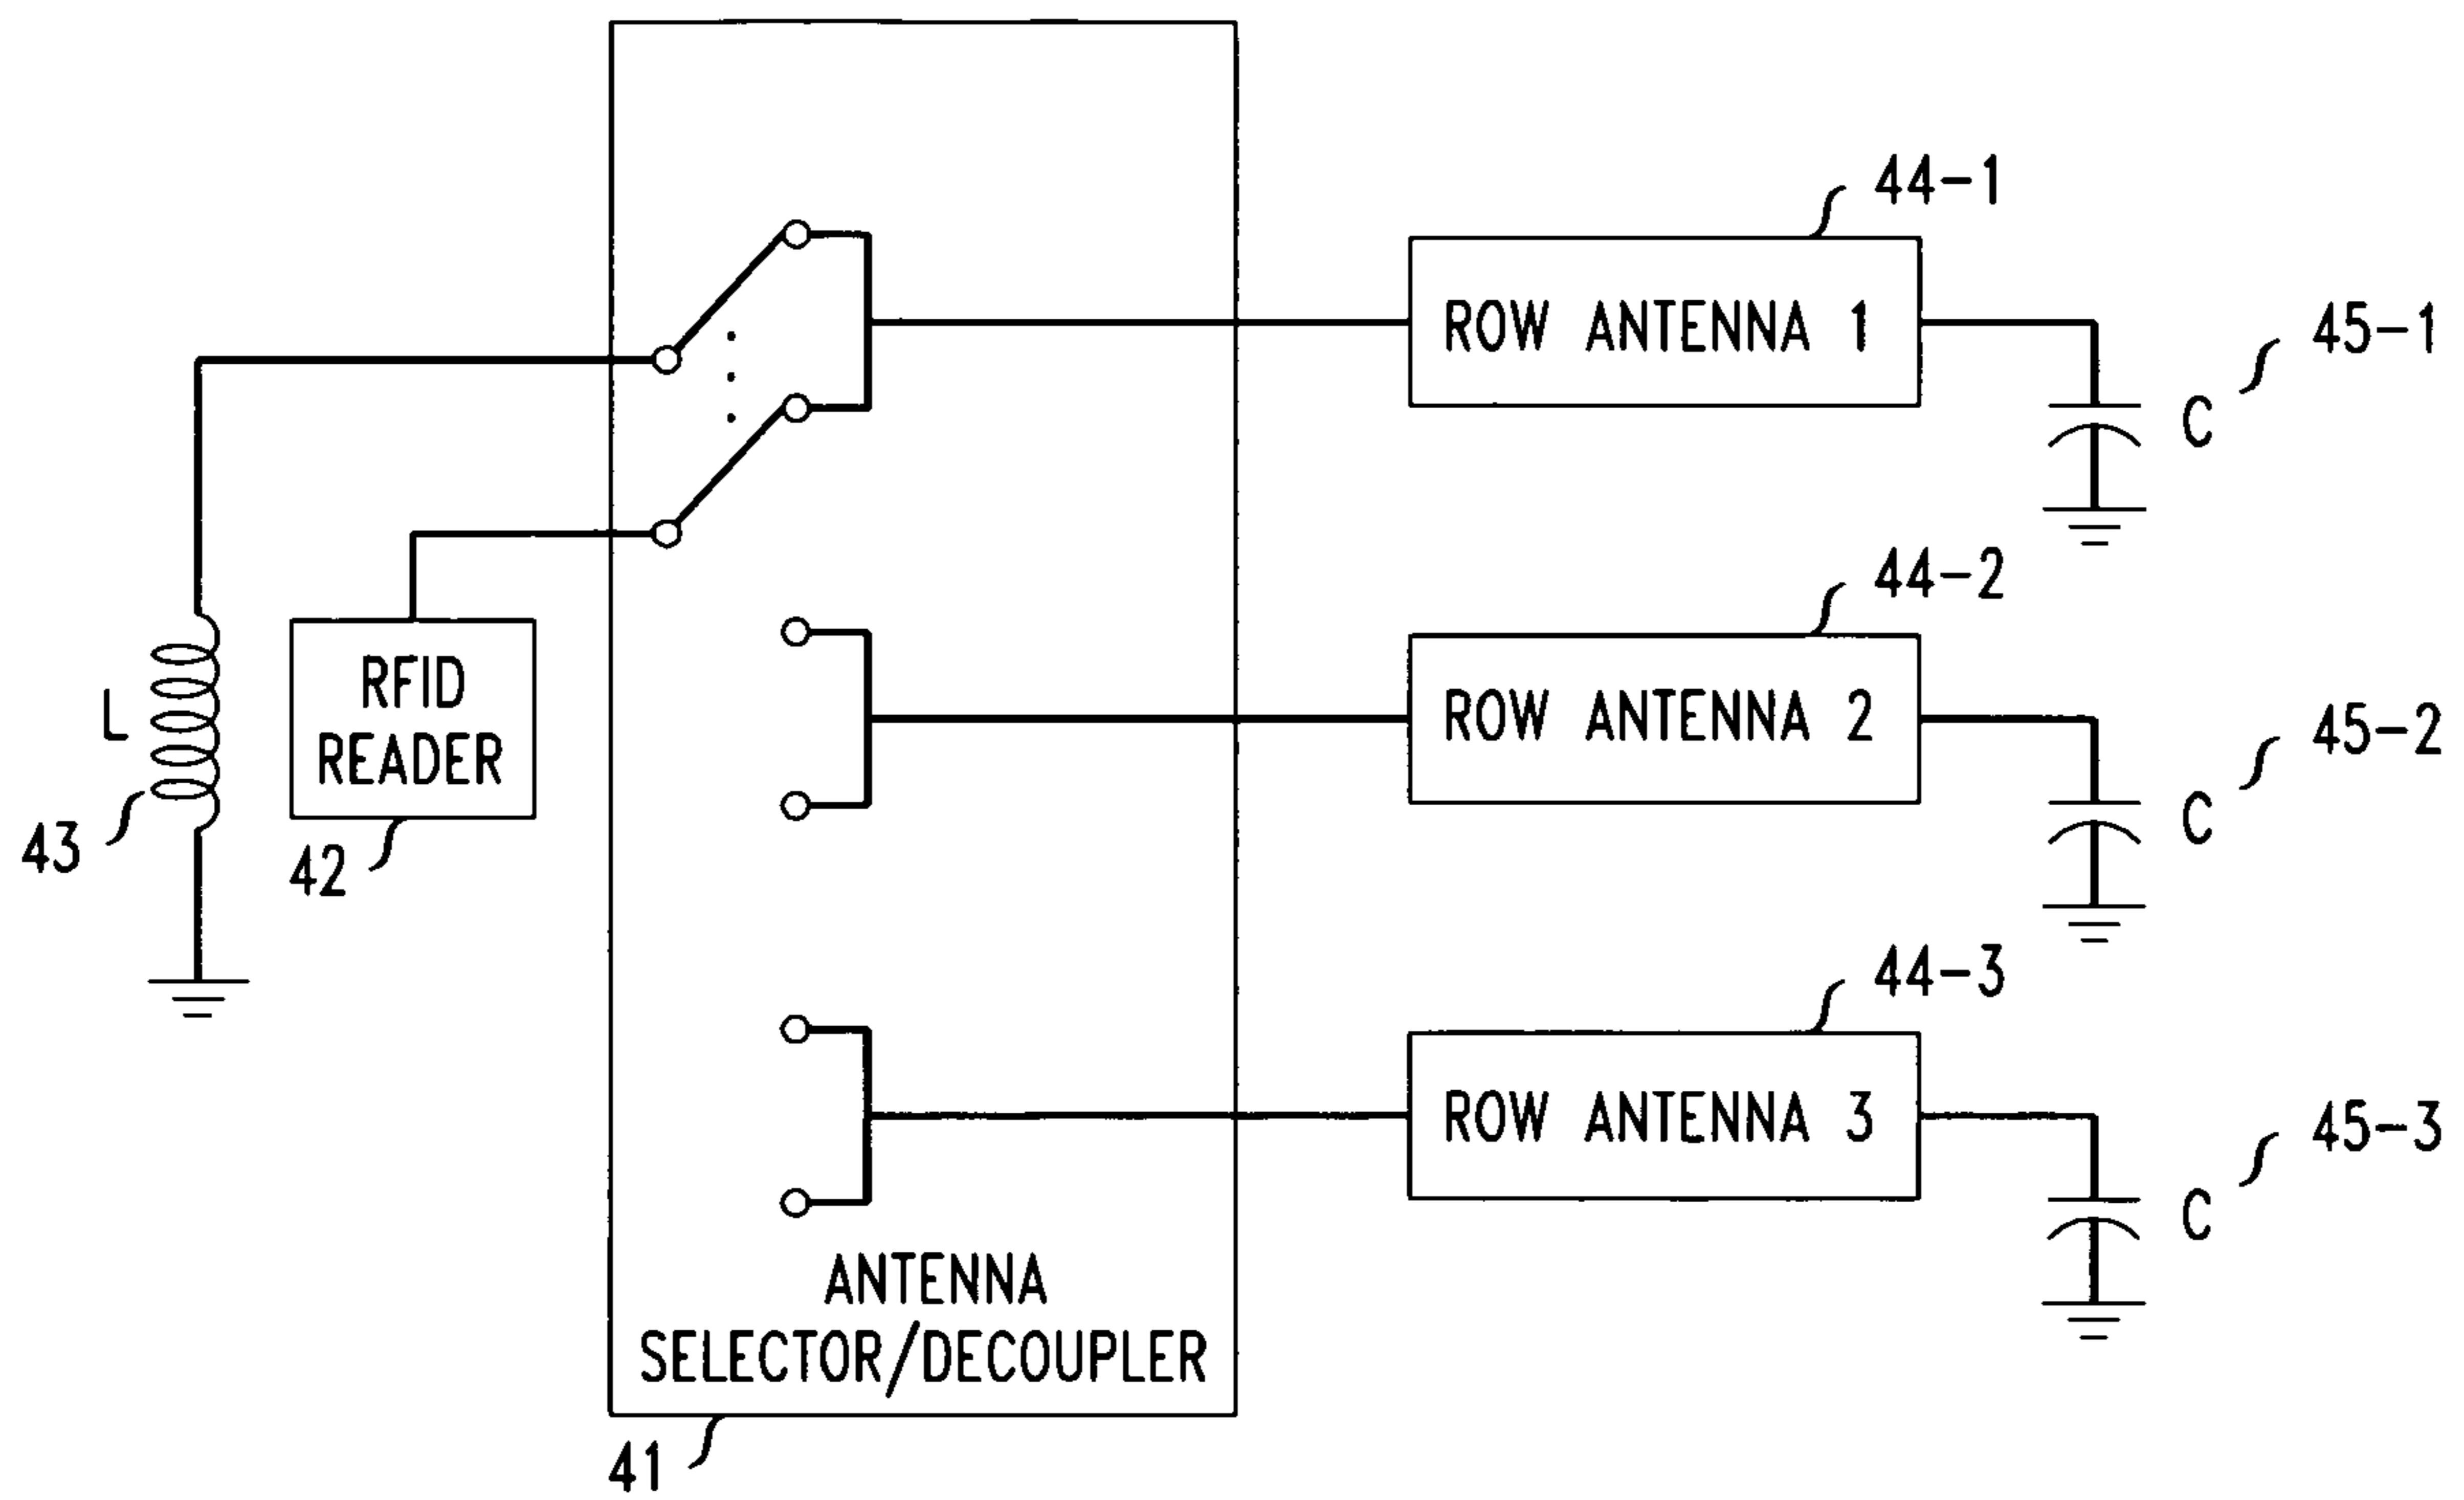 44-1
ROW ANTENNA 1
45-1
C
44-2
RFID
READER
L
43
42
ROW ANTENNA 2
45-2
C
44-3
ROW ANTENNA 3
45-3
C
ANTENNA
SELECTOR/DECOUPLER
41